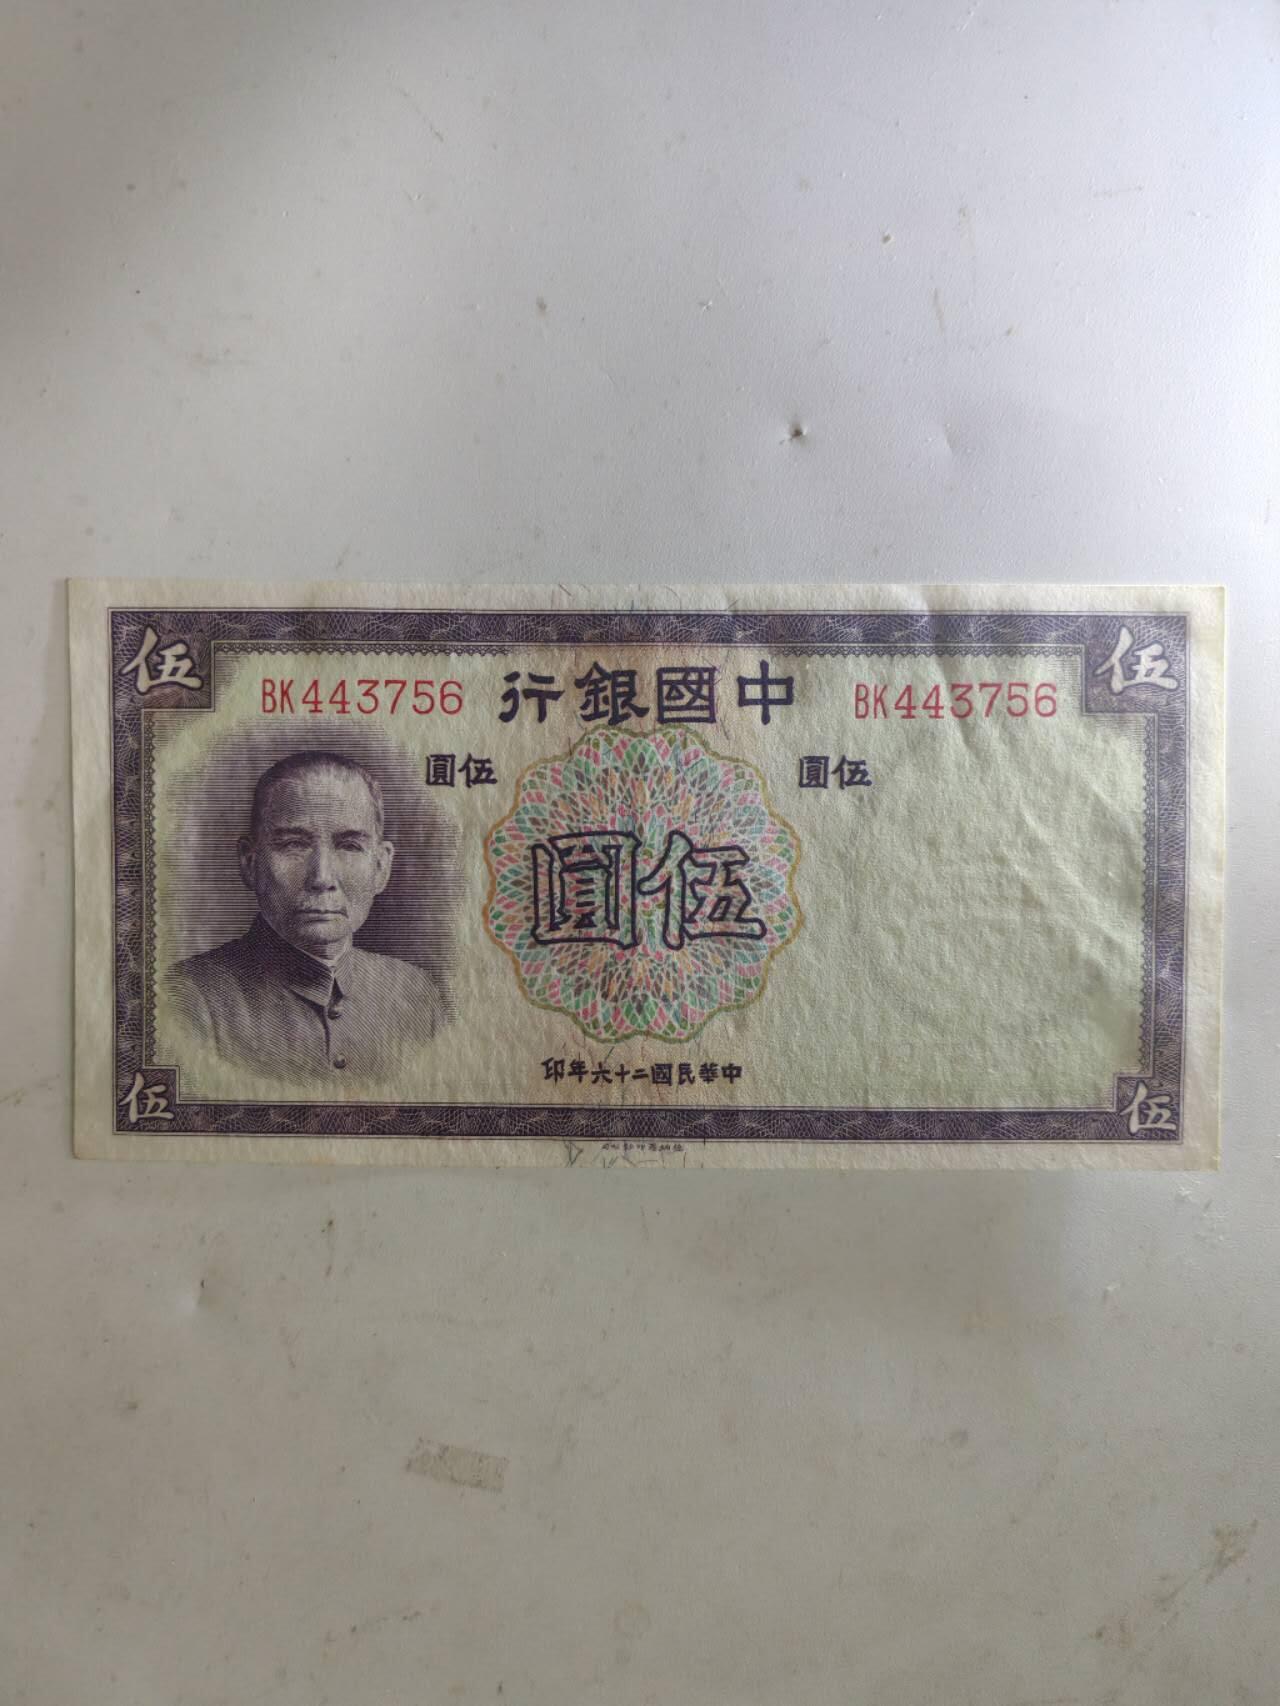 伍 伍
BK443756 中國銀行 BK443756
伍圓 伍圓
伍圓
中華民國二十六年印
伍 伍